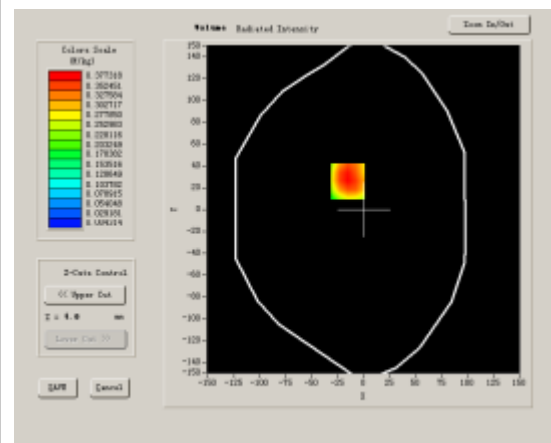 Volume Radiated Intensity
Zoom In/Out
Colors Scale
(W/kg)
0.377318
0.352451
0.327584
0.302717
0.277850
0.252983
0.228116
0.203249
0.178382
0.153516
0.128649
0.103782
0.078915
0.054048
0.029181
0.004314
150
140
120
100
80
60
40
20
0
-20
-40
-60
-80
-100
-120
-140
-150
Y
-150 -125 -100 -75 -50 -25 0 25 50 75 100 125 150
X
Z-Cuts Control
<< Upper Cut
Z = 4.0 mm
Lower Cut >>
SAVE Cancel